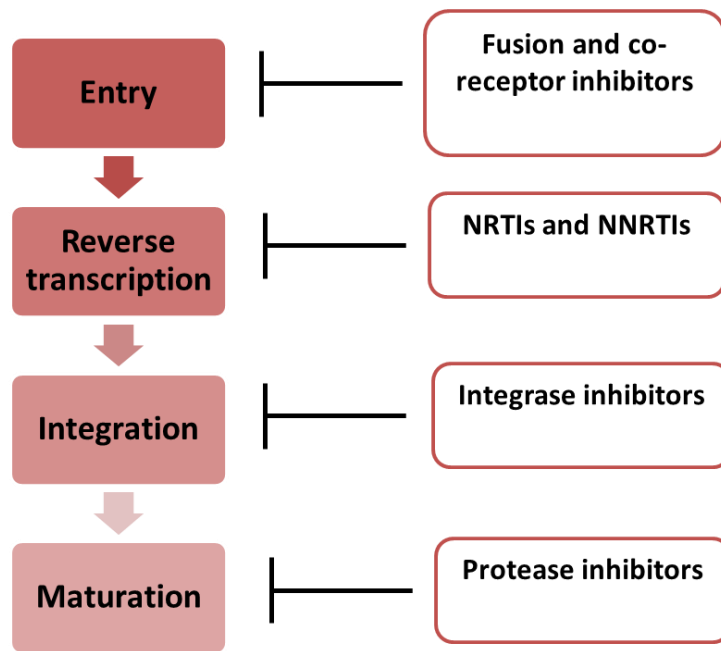 Entry
Fusion and co-
receptor inhibitors
Reverse
transcription
NRTIs and NNRTIs
Integration
Integrase inhibitors
Maturation
Protease inhibitors